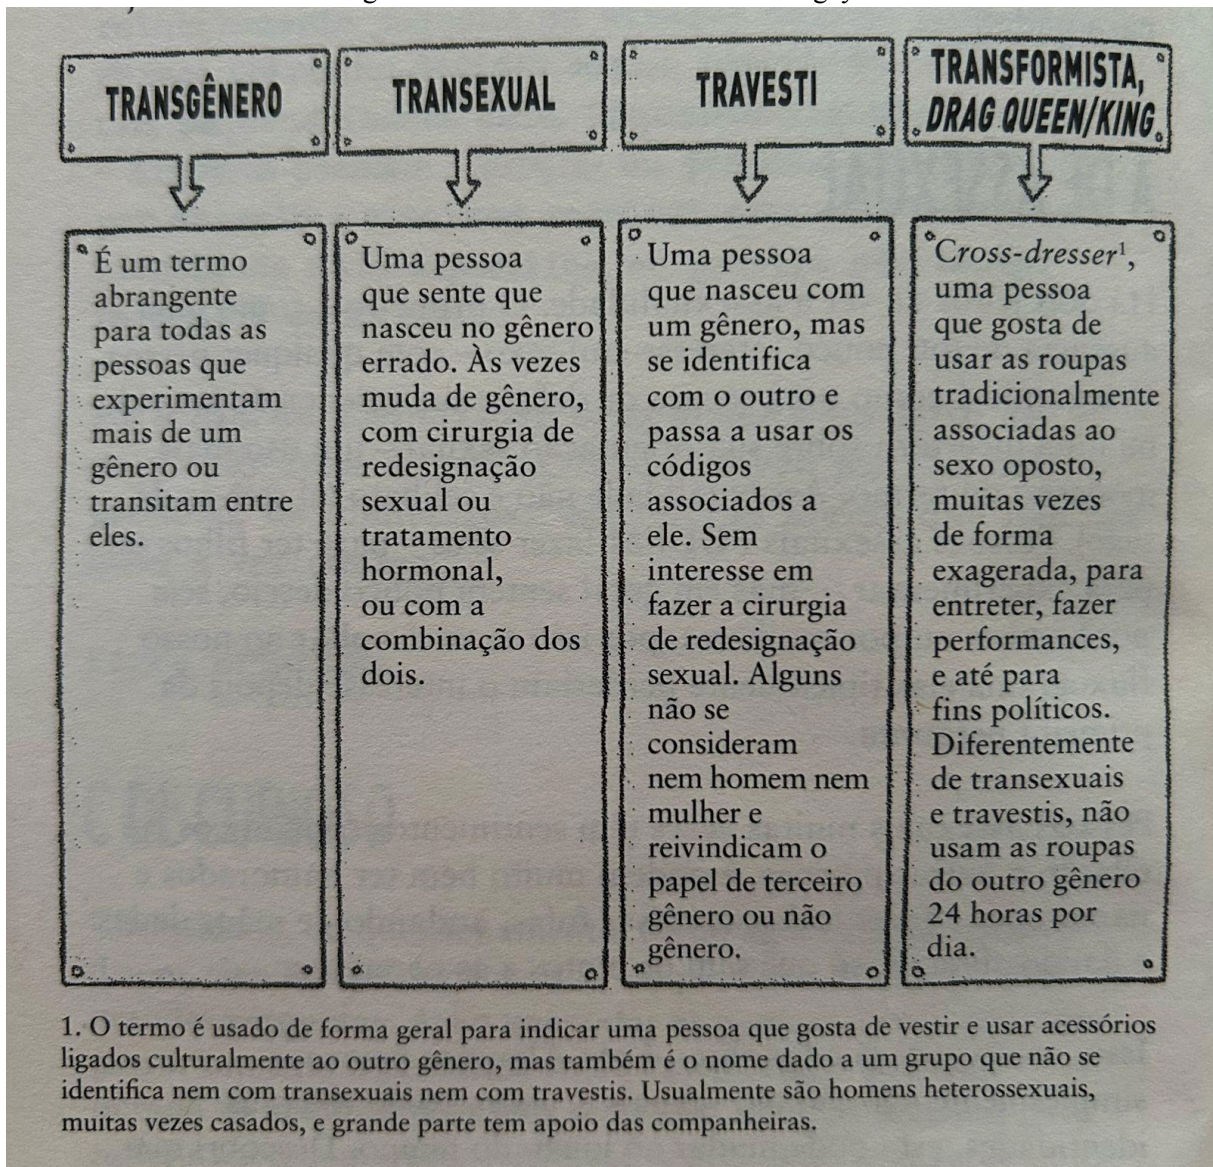 TRANSGÊNERO
É um termo
abrangente
para todas as
pessoas que
experimentam
mais de um
gênero ou
transitam entre
eles.
TRANSEXUAL
Uma pessoa
que sente que
nasceu no gênero
errado. Às vezes
muda de gênero,
com cirurgia de
redesignação
sexual ou
tratamento
hormonal,
ou com a
combinação dos
dois.
TRAVESTI
Uma pessoa
que nasceu com
um gênero, mas
se identifica
com o outro e
passa a usar os
códigos
associados a
ele. Sem
interesse em
fazer a cirurgia
de redesignação
sexual. Alguns
não se
consideram
nem homem nem
mulher e
reivindicam o
papel de terceiro
gênero ou não
gênero.
TRANSFORMISTA,
DRAG QUEEN/KING
Cross-dresser¹,
uma pessoa
que gosta de
usar as roupas
tradicionalmente
associadas ao
sexo oposto,
muitas vezes
de forma
exagerada, para
entreter, fazer
performances,
e até para
fins políticos.
Diferentemente
de transexuais
e travestis, não
usam as roupas
do outro gênero
24 horas por
dia.
1. O termo é usado de forma geral para indicar uma pessoa que gosta de vestir e usar acessórios
ligados culturalmente ao outro gênero, mas também é o nome dado a um grupo que não se
identifica nem com transexuais nem com travestis. Usualmente são homens heterossexuais,
muitas vezes casados, e grande parte tem apoio das companheiras.